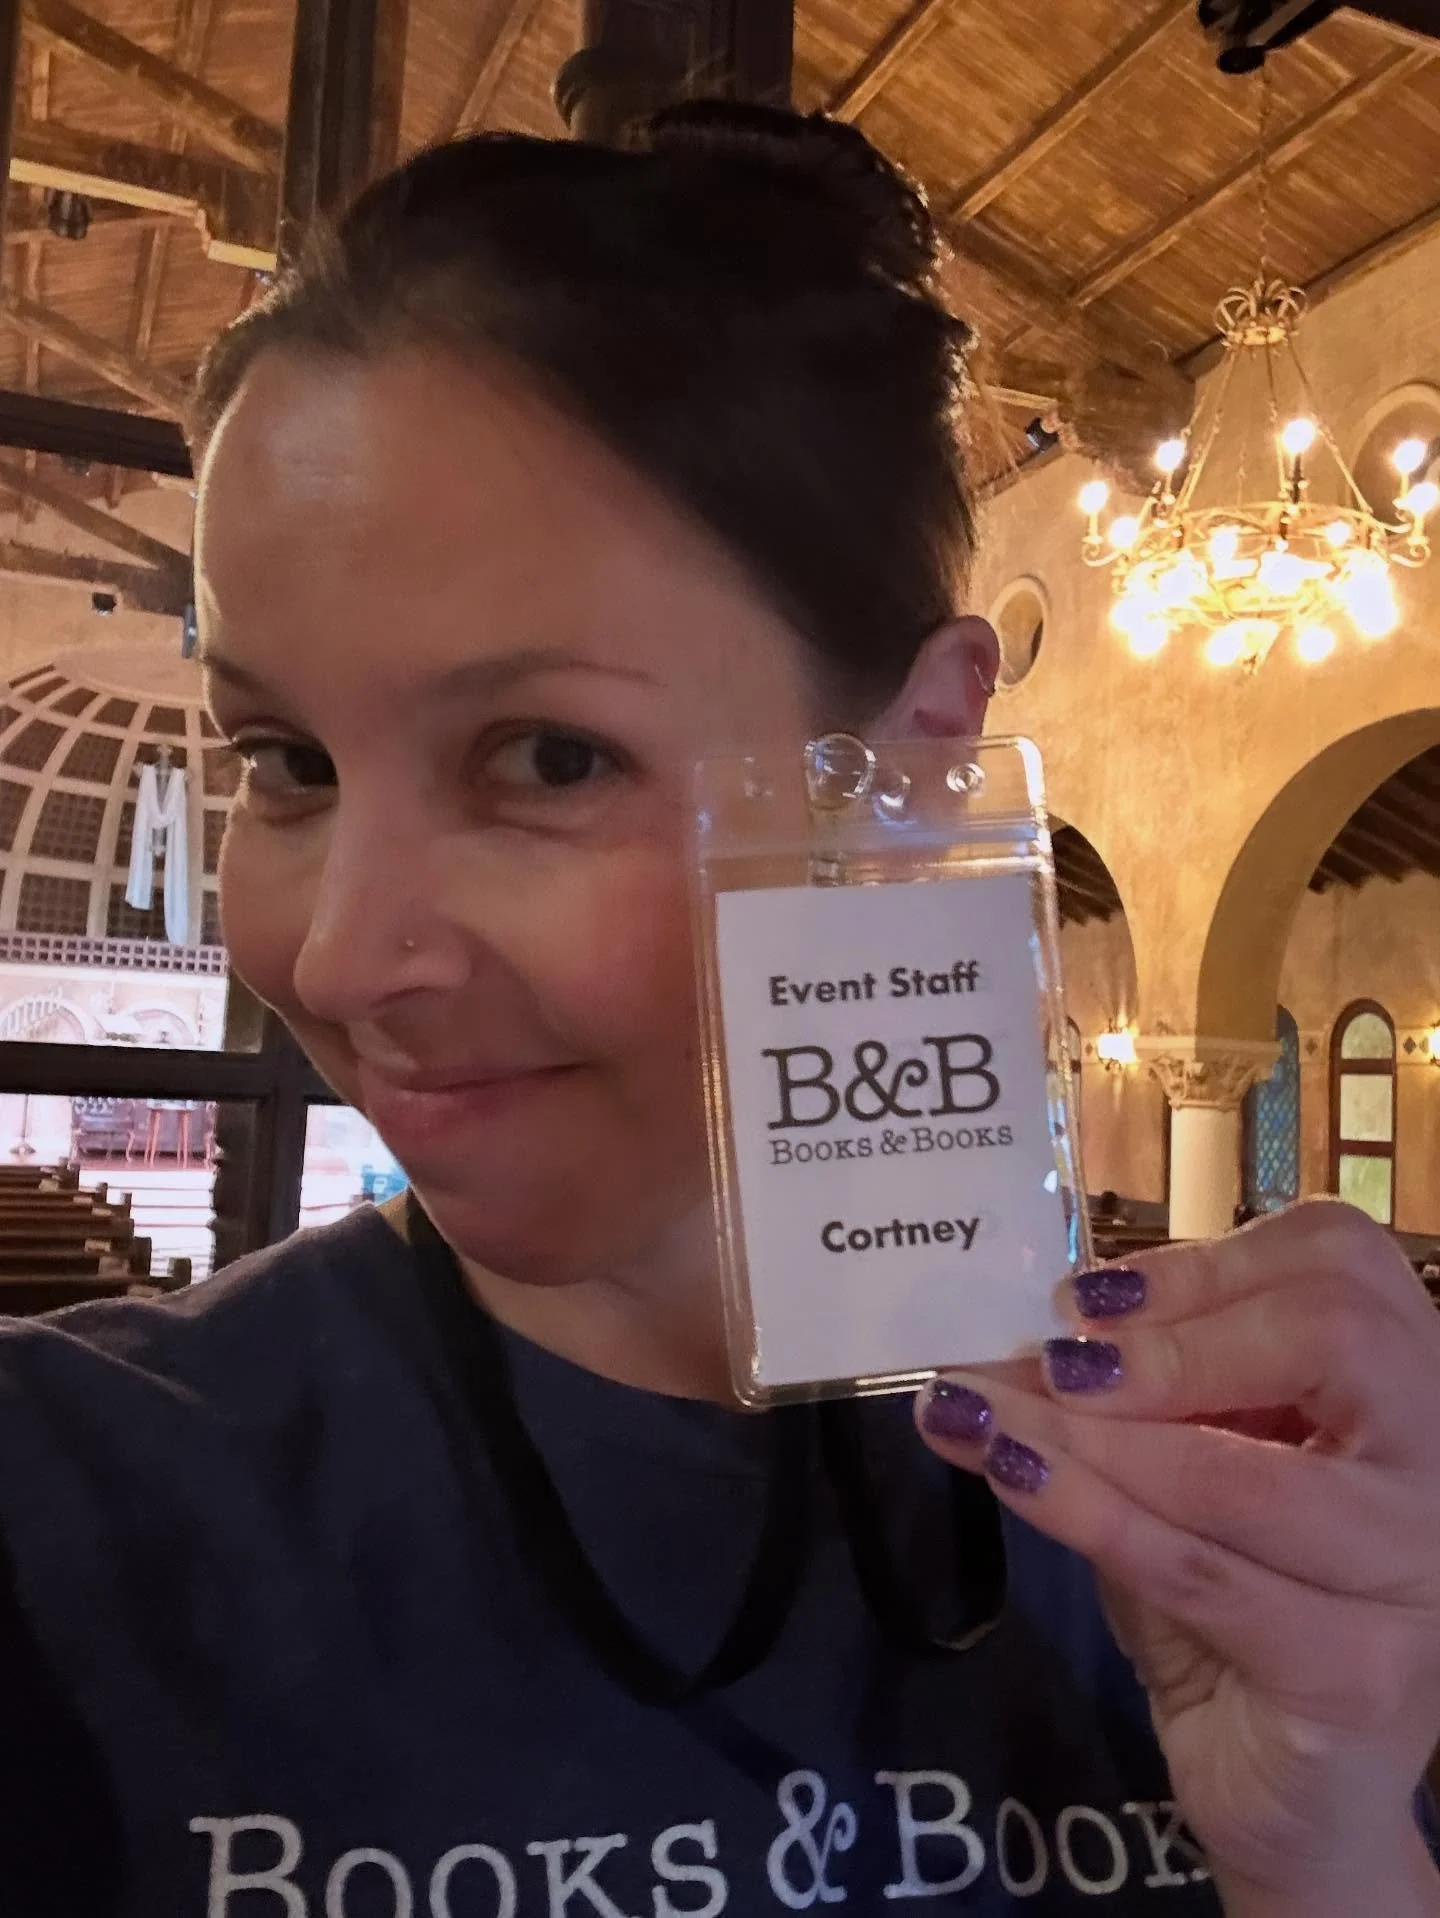 Event Staff
B&B
Books & Books
Cortney
Books & Book